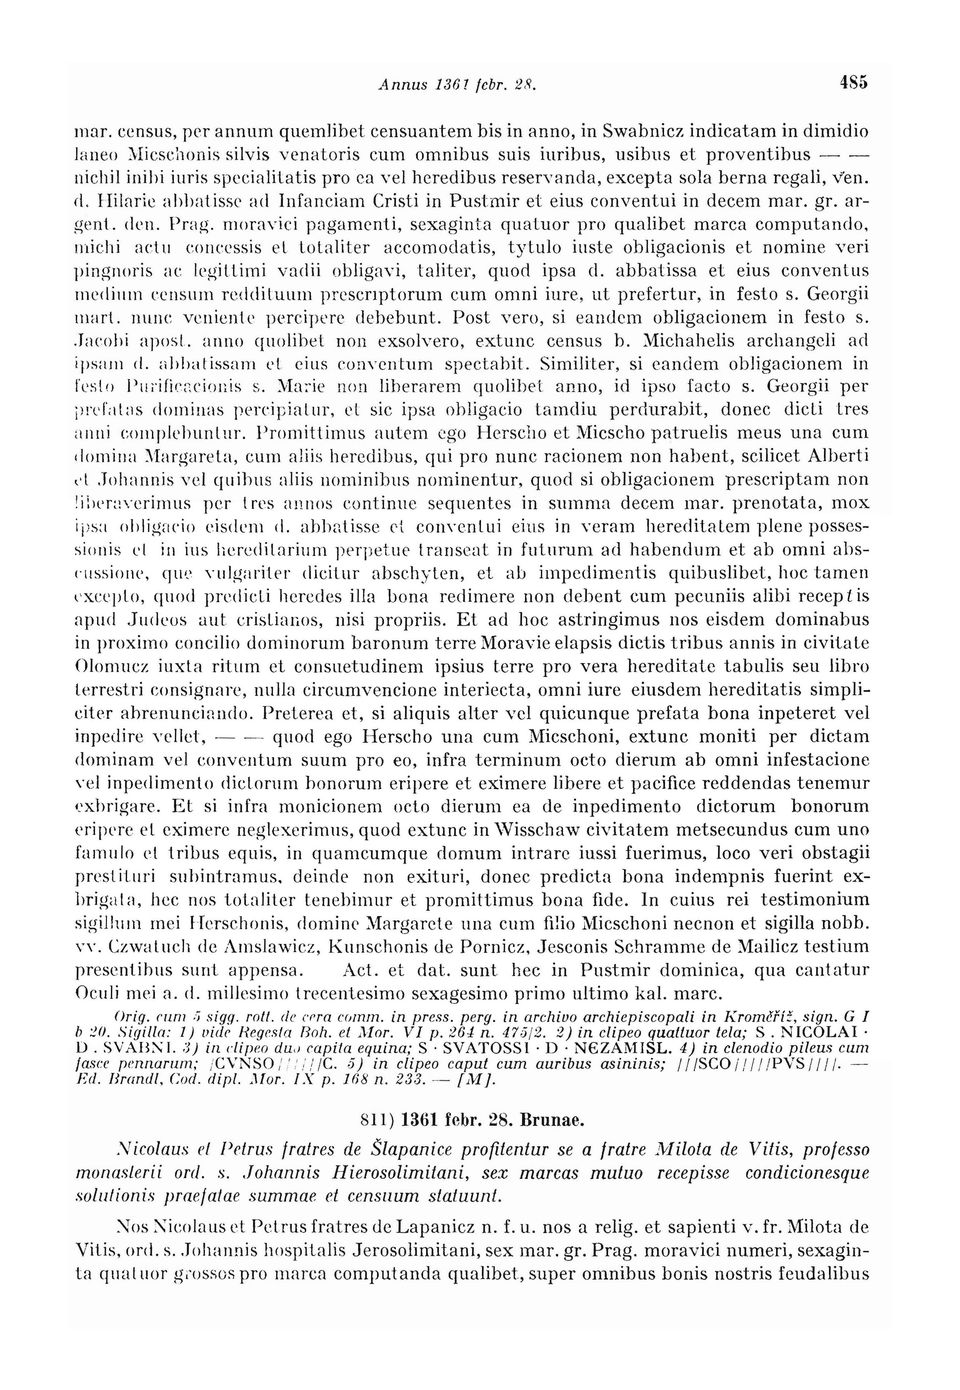 Annus 1361 febr. 28. 485
mar. census, per annum quemlibet censuantem bis in anno, in Swabnicz indicatam in dimidio
laneo Micschonis silvis venatoris cum omnibus suis iuribus, usibus et proventibus — —
nichil inibi iuris specialitatis pro ea vel heredibus reservanda, excepta sola berna regali, ven.
d. Hilarie abbatisse ad Infanciam Cristi in Pustmir et eius conventui in decem mar. gr. ar-
gent. den. Prag. moravici pagamenti, sexaginta quatuor pro qualibet marca computando,
michi actu concessis et totaliter accomodatis, tytulo iuste obligacionis et nomine veri
pingnoris ac legittimi vadii obligavi, taliter, quod ipsa d. abbatissa et eius conventus
medium censum reddituum prescriptorum cum omni iure, ut prefertur, in festo s. Georgii
mart. nunc veniente percipere debebunt. Post vero, si eandem obligacionem in festo s.
Jacobi apost. anno quolibet non exsolvero, extunc census b. Michahelis archangeli ad
ipsam d. abbatissam et eius conventum spectabit. Similiter, si eandem obligacionem in
festo Purificacionis s. Marie non liberarem quolibet anno, id ipso facto s. Georgii per
prefatas dominas percipiatur, et sic ipsa obligacio tamdiu perdurabit, donec dicti tres
anni complebuntur. Promittimus autem ego Herscho et Micscho patruelis meus una cum
domina Margareta, cum aliis heredibus, qui pro nunc racionem non habent, scilicet Alberti
et Johannis vel quibus aliis nominibus nominentur, quod si obligacionem prescriptam non
liberaverimus per tres annos continue sequentes in summa decem mar. prenotata, mox
ipsa obligacio eisdem d. abbatisse et conventui eius in veram hereditatem plene posses-
sionis et in ius hereditarium perpetue transeat in futurum ad habendum et ab omni abs-
cussione, que vulgariter dicitur abschyten, et ab impedimentis quibuslibet, hoc tamen
excepto, quod predicti heredes illa bona redimere non debent cum pecuniis alibi receptis
apud Judeos aut cristianos, nisi propriis. Et ad hoc astringimus nos eisdem dominabus
in proximo concilio dominorum baronum terre Moravie elapsis dictis tribus annis in civitate
Olomucz iuxta ritum et consuetudinem ipsius terre pro vera hereditate tabulis seu libro
terrestri consignare, nulla circumvencione interiecta, omni iure eiusdem hereditatis simpli-
citer abrenunciando. Preterea et, si aliquis alter vel quicunque prefata bona inpeteret vel
inpedire vellet, — — quod ego Herscho una cum Micschoni, extunc moniti per dictam
dominam vel conventum suum pro eo, infra terminum octo dierum ab omni infestacione
vel inpedimento dictorum bonorum eripere et eximere libere et pacifice reddendas tenemur
exbrigare. Et si infra monicionem octo dierum ea de inpedimento dictorum bonorum
eripere et eximere neglexerimus, quod extunc in Wisschaw civitatem metsecundus cum uno
famulo et tribus equis, in quamcumque domum intrare iussi fuerimus, loco veri obstagii
prestituri subintramus, deinde non exituri, donec predicta bona indempnis fuerint ex-
brigata, hec nos totaliter tenebimur et promittimus bona fide. In cuius rei testimonium
sigillum mei Herschonis, domine Margarete una cum filio Micschoni necnon et sigilla nobb.
vv. Czwatuch de Amslawicz, Kunschonis de Pornicz, Jesconis Schramme de Mailicz testium
presentibus sunt appensa. Act. et dat. sunt hec in Pustmir dominica, qua cantatur
Oculi mei a. d. millesimo trecentesimo sexagesimo primo ultimo kal. marc.
Orig. cum 5 sigg. rott. de cera comm. in press. perg. in archivo archiepiscopali in Kroměříž, sign. G I
b 20. Sigilla: 1) vide Regesta Boh. et Mor. VI p. 264 n. 475/2. 2) in clipeo quattuor tela; S . NICOLAI ·
D . SVABNI. 3) in clipeo duo capita equina; S · SVATOSSI · D · NEZAMISL. 4) in clenodio pileus cum
fasce pennarum; /CVNSO/////C. 5) in clipeo caput cum auribus asininis; ///SCO/////PVS////. —
Ed. Brandl, Cod. dipl. Mor. IX p. 168 n. 233. — [M].
811) 1361 febr. 28. Brunae.
Nicolaus et Petrus fratres de Šlapanice profitentur se a fratre Milota de Vitis, professo
monasterii ord. s. Johannis Hierosolimitani, sex marcas mutuo recepisse condicionesque
solutionis praefatae summae et censuum statuunt.
Nos Nicolaus et Petrus fratres de Lapanicz n. f. u. nos a relig. et sapienti v. fr. Milota de
Vitis, ord. s. Johannis hospitalis Jerosolimitani, sex mar. gr. Prag. moravici numeri, sexagin-
ta quatuor grossos pro marca computanda qualibet, super omnibus bonis nostris feudalibus